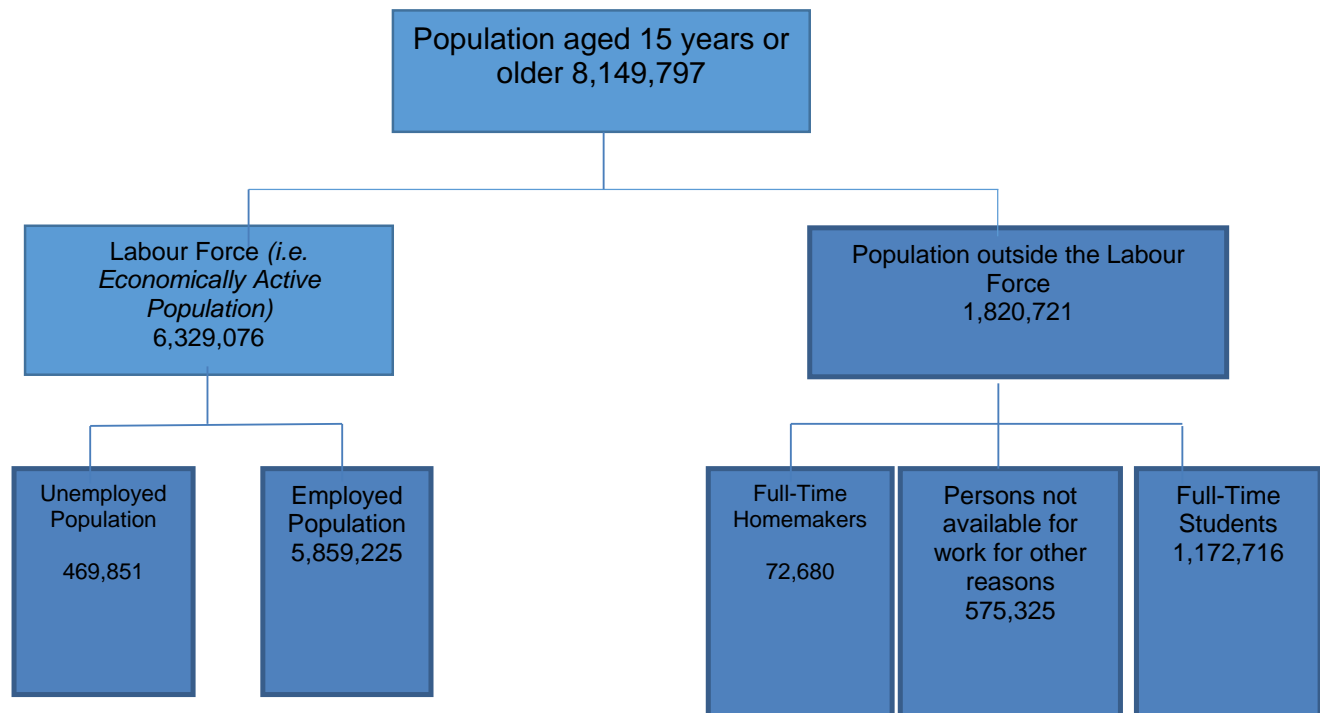 Population aged 15 years or
older 8,149,797
Labour Force (i.e.
Economically Active
Population)
6,329,076
Population outside the Labour
Force
1,820,721
Unemployed
Population
469,851
Employed
Population
5,859,225
Full-Time
Homemakers
72,680
Persons not
available for
work for other
reasons
575,325
Full-Time
Students
1,172,716